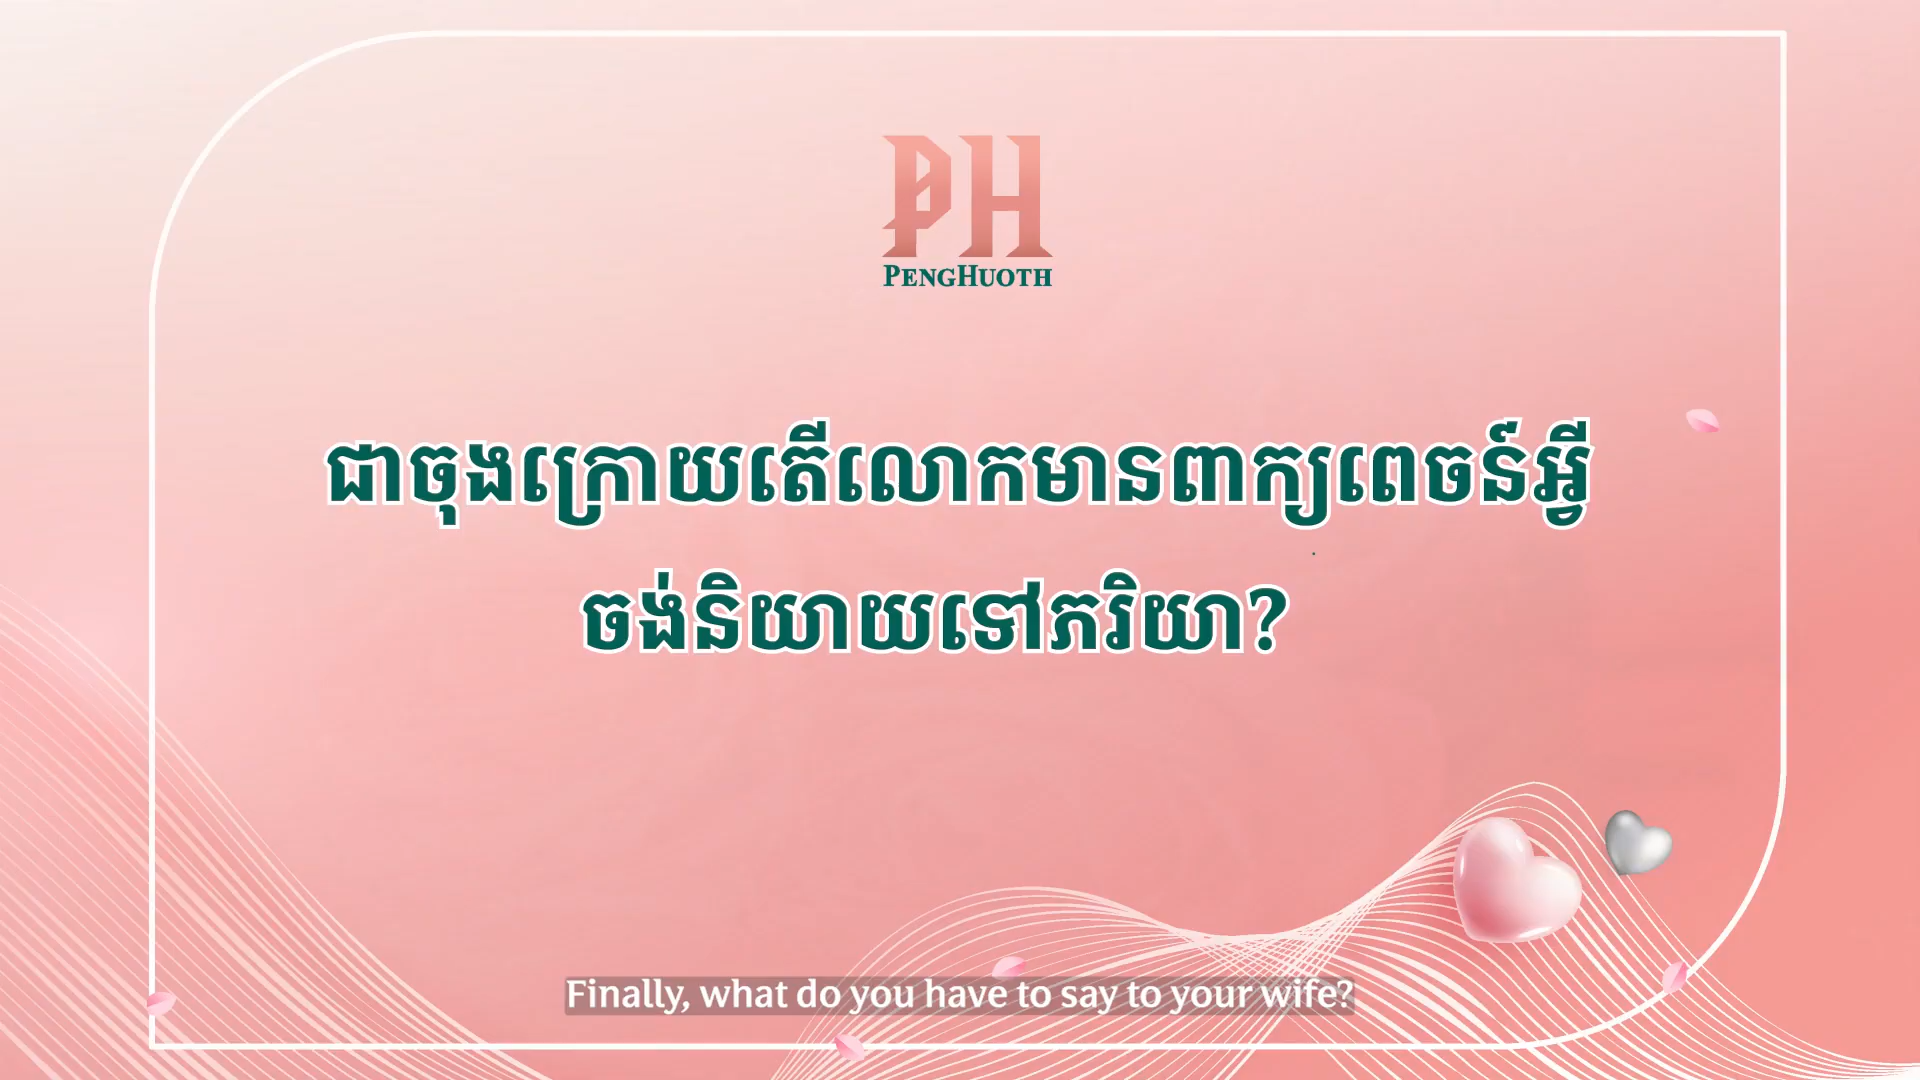 PH
PENGHUOTH
ជាចុងក្រោយតើលោកមានពាក្យពេចន៍អ្វី
ចង់និយាយទៅភរិយា?
Finally, what do you have to say to your wife?